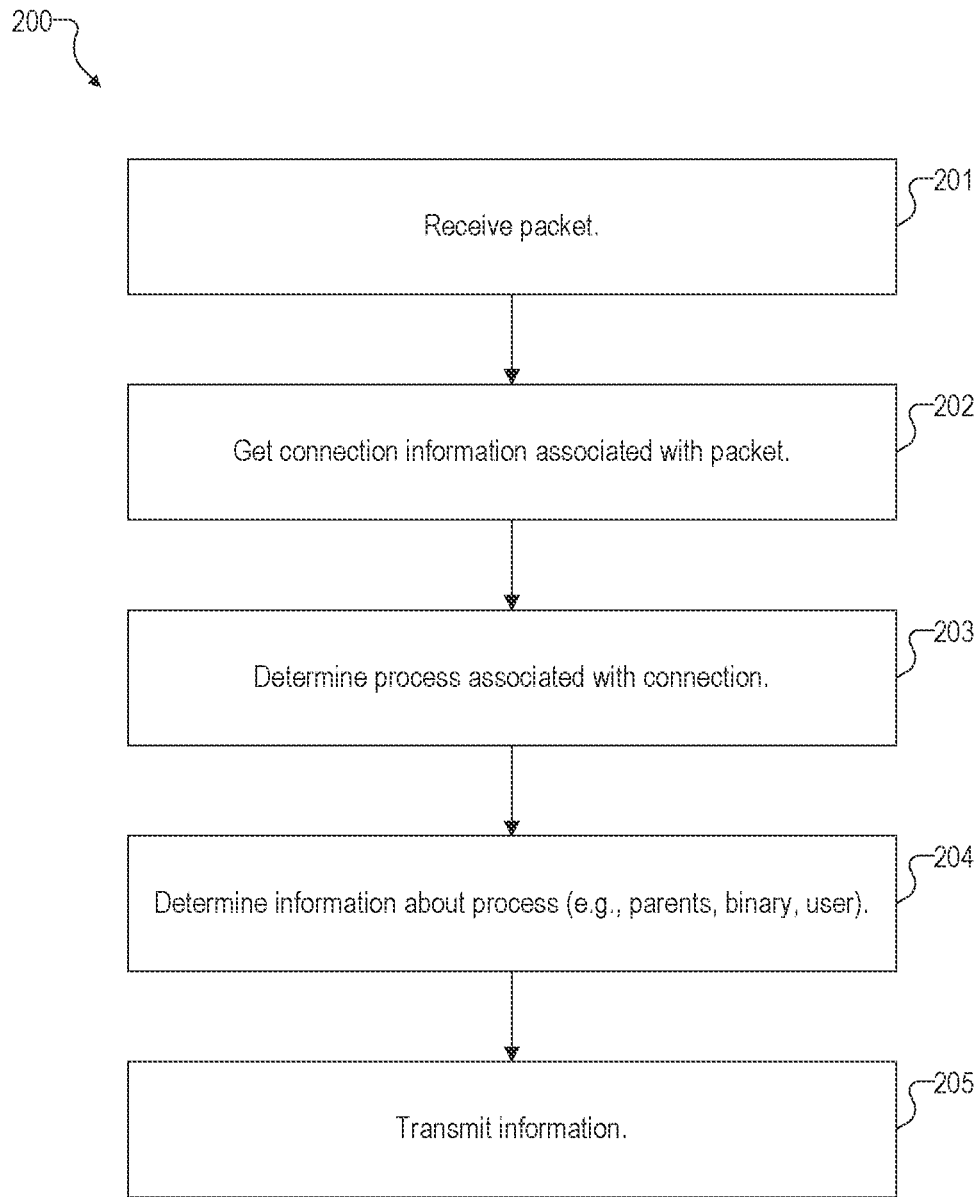 200
201
Receive packet.
202
Get connection information associated with packet.
203
Determine process associated with connection.
204
Determine information about process (e.g., parents, binary, user).
205
Transmit information.